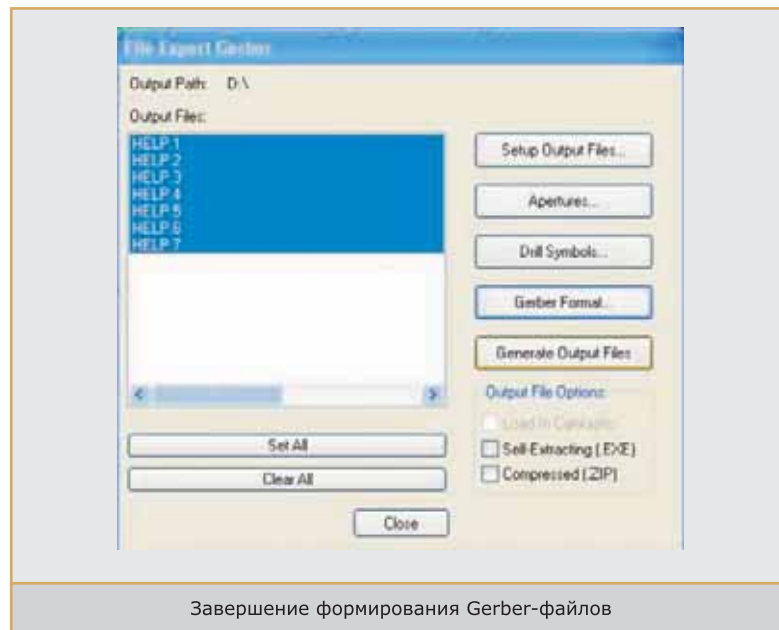 File Export Gerber
Output Path: D:\
Output Files:
HELP.1
HELP.2
HELP.3
HELP.4
HELP.5
HELP.6
HELP.7
Setup Output Files...
Apertures...
Drill Symbols...
Gerber Format...
Generate Output Files
Output File Options:
Load In
Self-Extracting (.EXE)
Compressed (.ZIP)
Set All
Clear All
Close
Завершение формирования Gerber-файлов